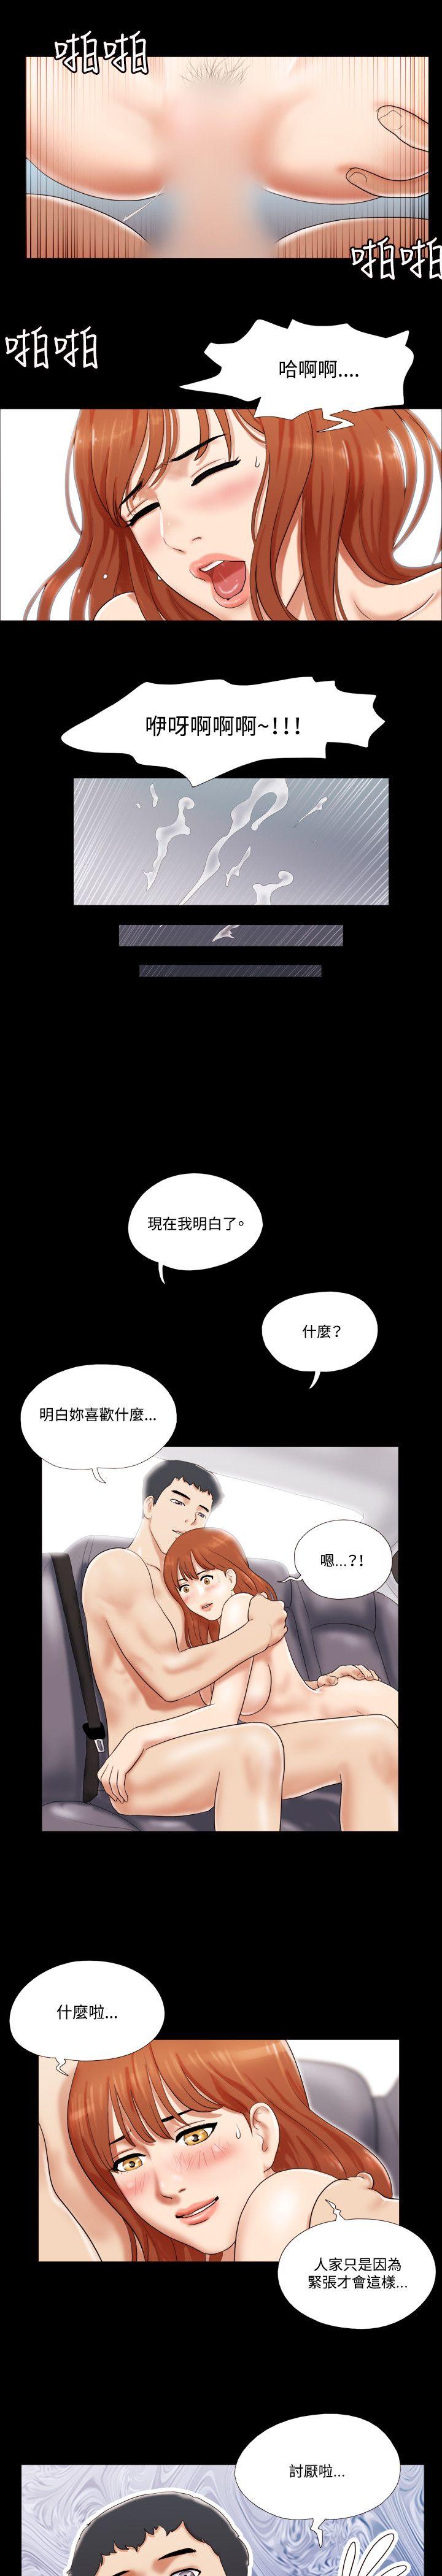 啪啪
啪啪
啪啪
哈啊啊....
咿呀啊啊啊~!!!
現在我明白了。
什麼？
明白妳喜歡什麼...
嗯...?!
什麼啦...
人家只是因為
緊張才會這樣...
討厭啦...